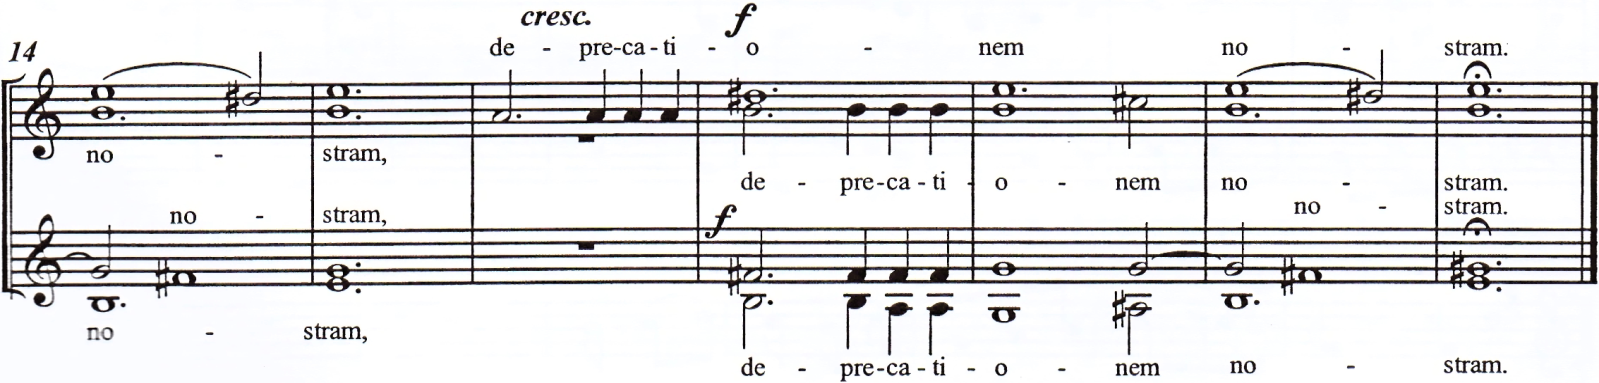 cresc. f
14 de - pre-ca-ti - o - nem no - stram.
no - stram,
de - pre-ca-ti - o - nem no - stram.
no - stram, f no - stram.
no - stram,
de - pre-ca-ti - o - nem no - stram.